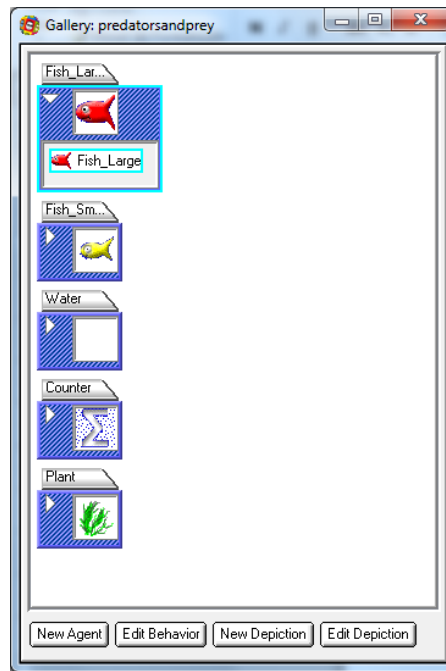 Gallery: predatorsandprey
Fish_Lar...
Fish_Large
Fish_Sm...
Water
Counter
Σ
Plant
New Agent Edit Behavior New Depiction Edit Depiction